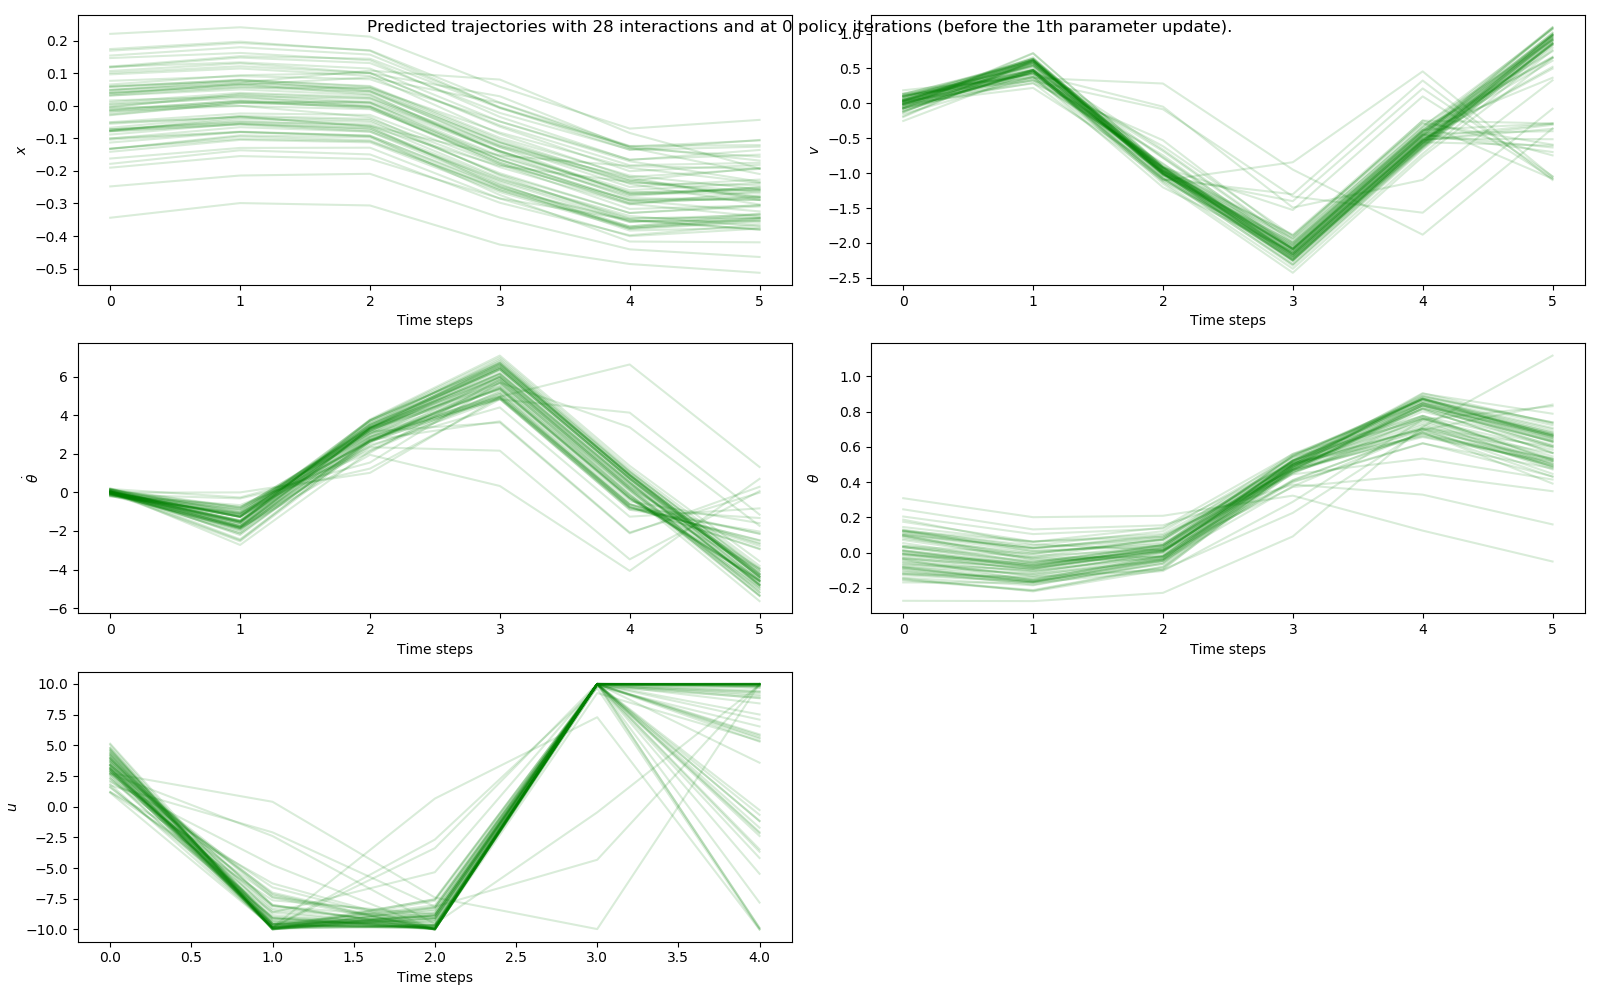 Predicted trajectories with 28 interactions and at 0 policy iterations (before the 1th parameter update).
0.2
0.1
0.0
−0.1
−0.2
−0.3
−0.4
−0.5
x
0 1 2 3 4 5
Time steps
1.0
0.5
0.0
−0.5
−1.0
−1.5
−2.0
−2.5
v
0 1 2 3 4 5
Time steps
6
4
2
0
−2
−4
−6
θ̇
0 1 2 3 4 5
Time steps
1.0
0.8
0.6
0.4
0.2
0.0
−0.2
θ
0 1 2 3 4 5
Time steps
10.0
7.5
5.0
2.5
0.0
−2.5
−5.0
−7.5
−10.0
u
0.0 0.5 1.0 1.5 2.0 2.5 3.0 3.5 4.0
Time steps